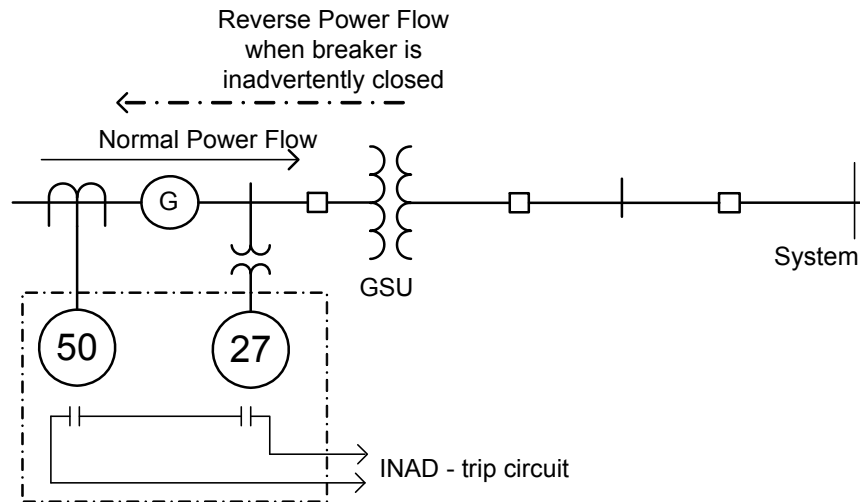 Reverse Power Flow
when breaker is
inadvertently closed
Normal Power Flow
G
System
GSU
50
27
INAD - trip circuit